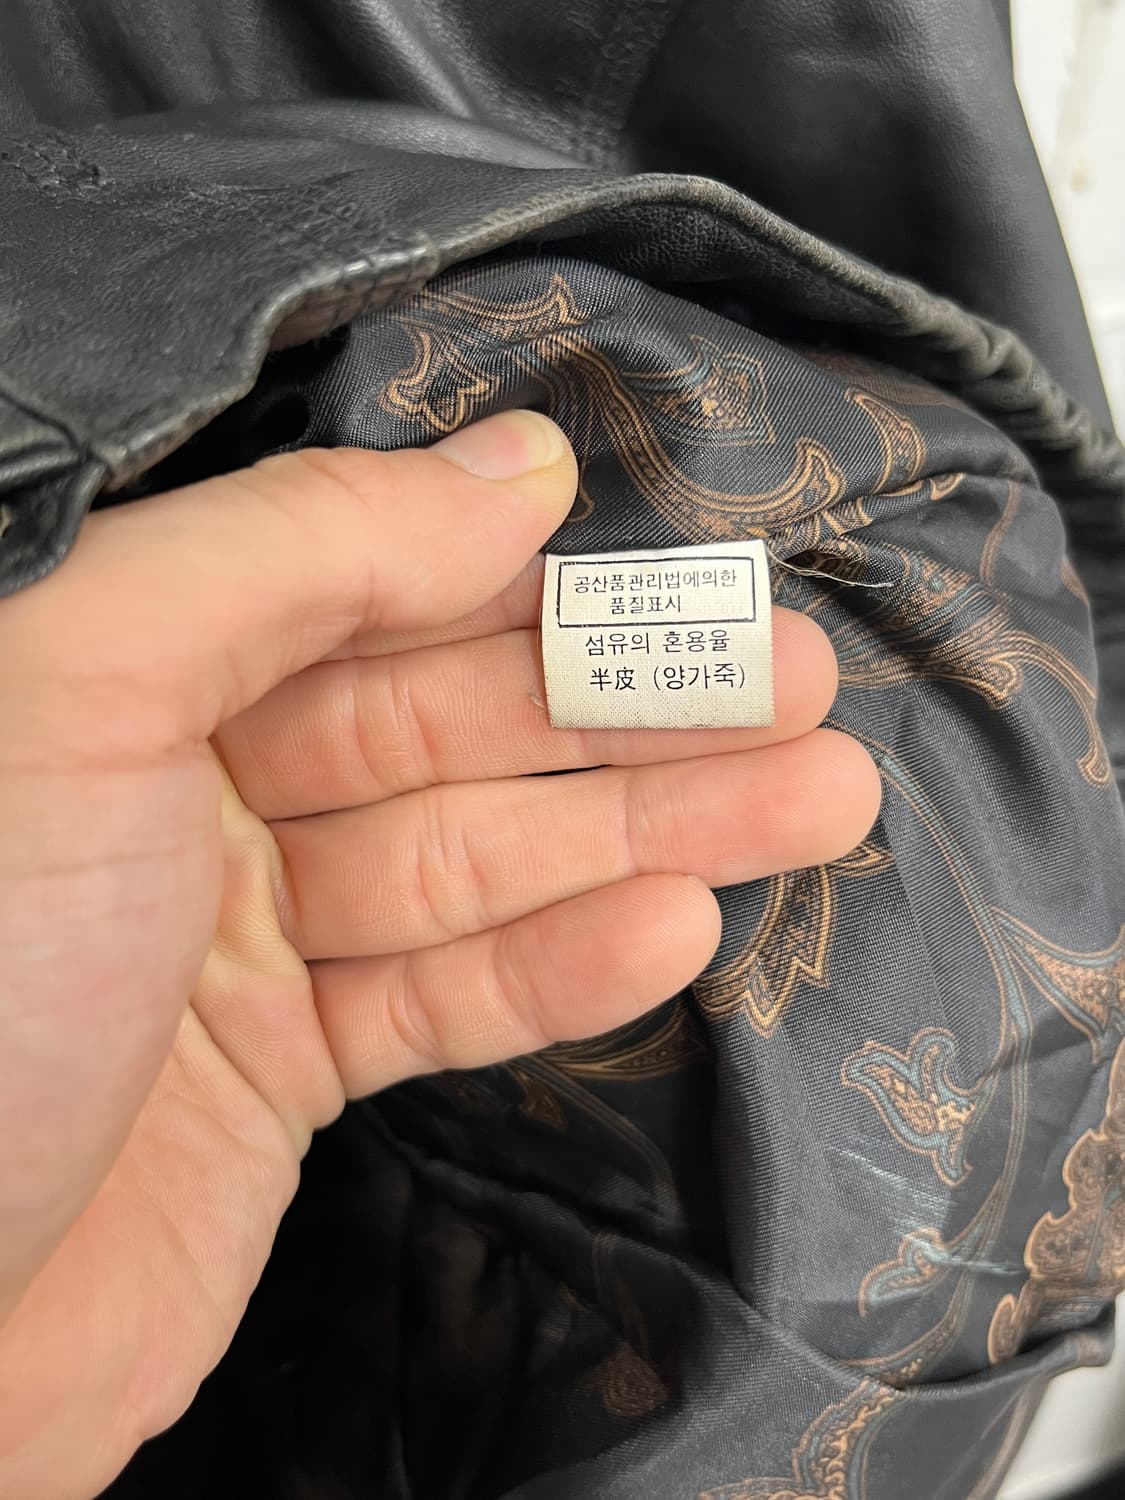 공산품관리법에의한
품질표시
섬유의 혼용율
半皮 (양가죽)